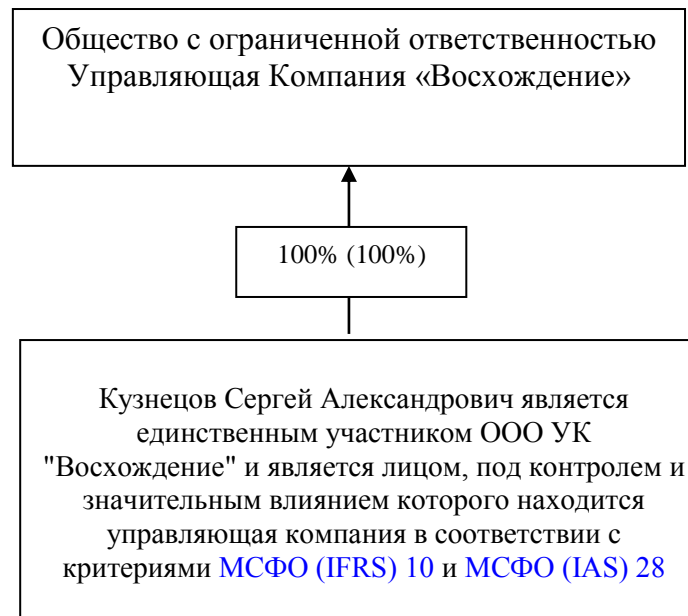 Общество с ограниченной ответственностью
Управляющая Компания «Восхождение»
100% (100%)
Кузнецов Сергей Александрович является
единственным участником ООО УК
"Восхождение" и является лицом, под контролем и
значительным влиянием которого находится
управляющая компания в соответствии с
критериями МСФО (IFRS) 10 и МСФО (IAS) 28